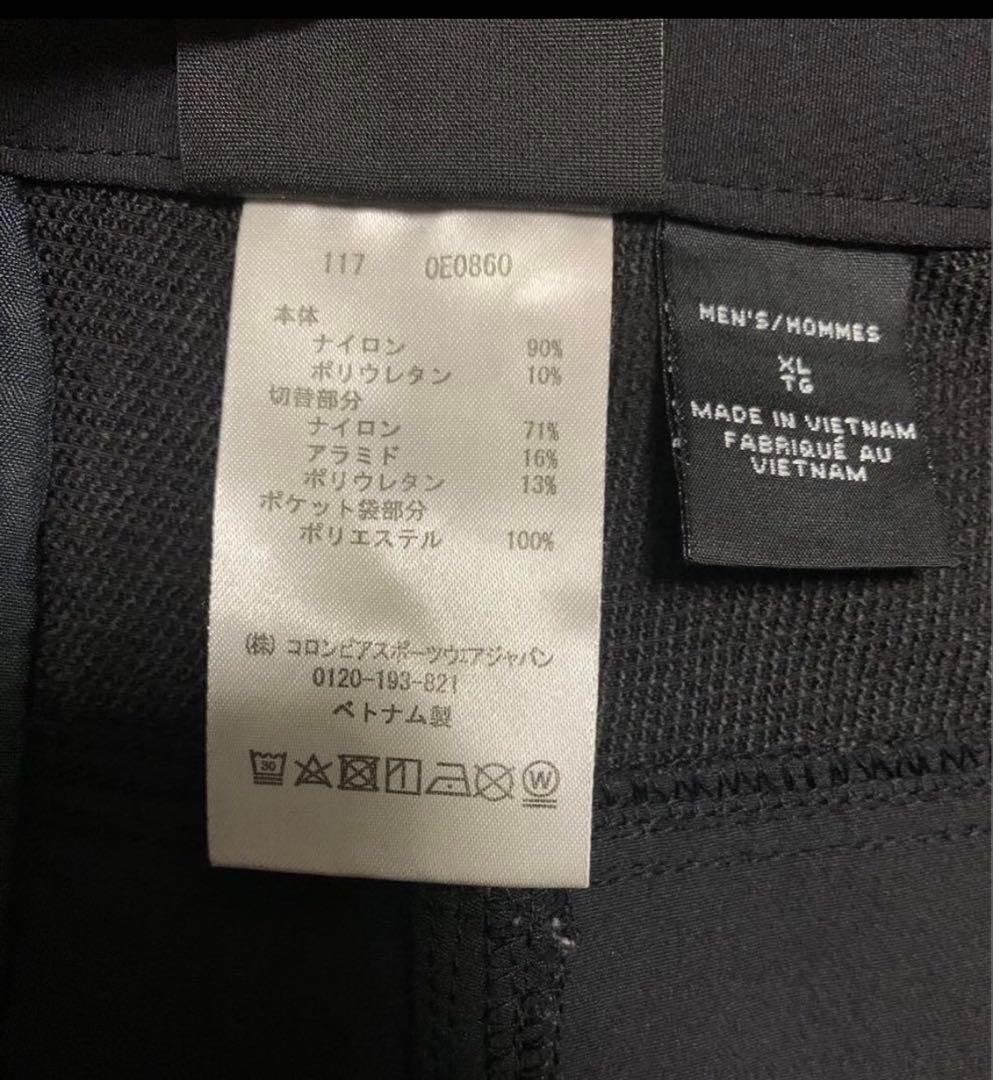 117 0E0860
本体
ナイロン 90%
ポリウレタン 10%
切替部分
ナイロン 71%
アラミド 16%
ポリウレタン 13%
ポケット袋部分
ポリエステル 100%
(株) コロンビアスポーツウェアジャパン
0120-193-821
ベトナム製
30
W
MEN'S/HOMMES
XL
TG
MADE IN VIETNAM
FABRIQUÉ AU
VIETNAM